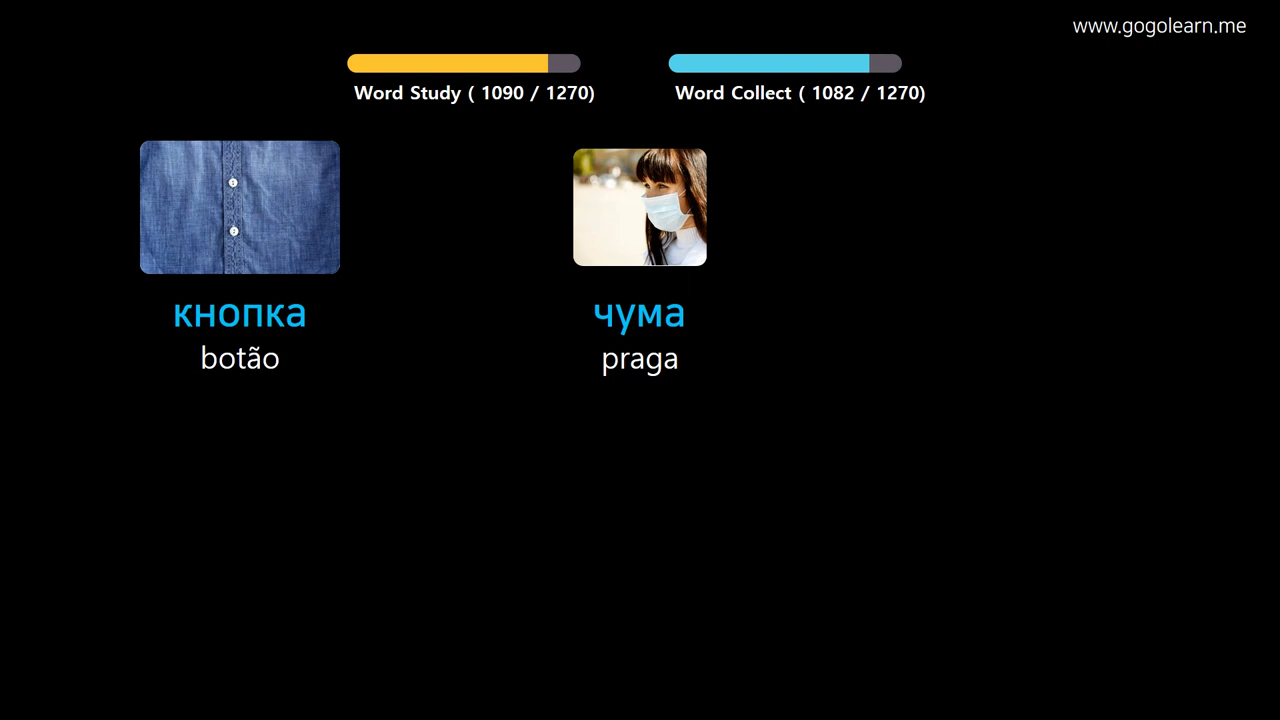 www.gogolearn.me
Word Study ( 1090 / 1270)
Word Collect ( 1082 / 1270)
кнопка
botão
чума
praga